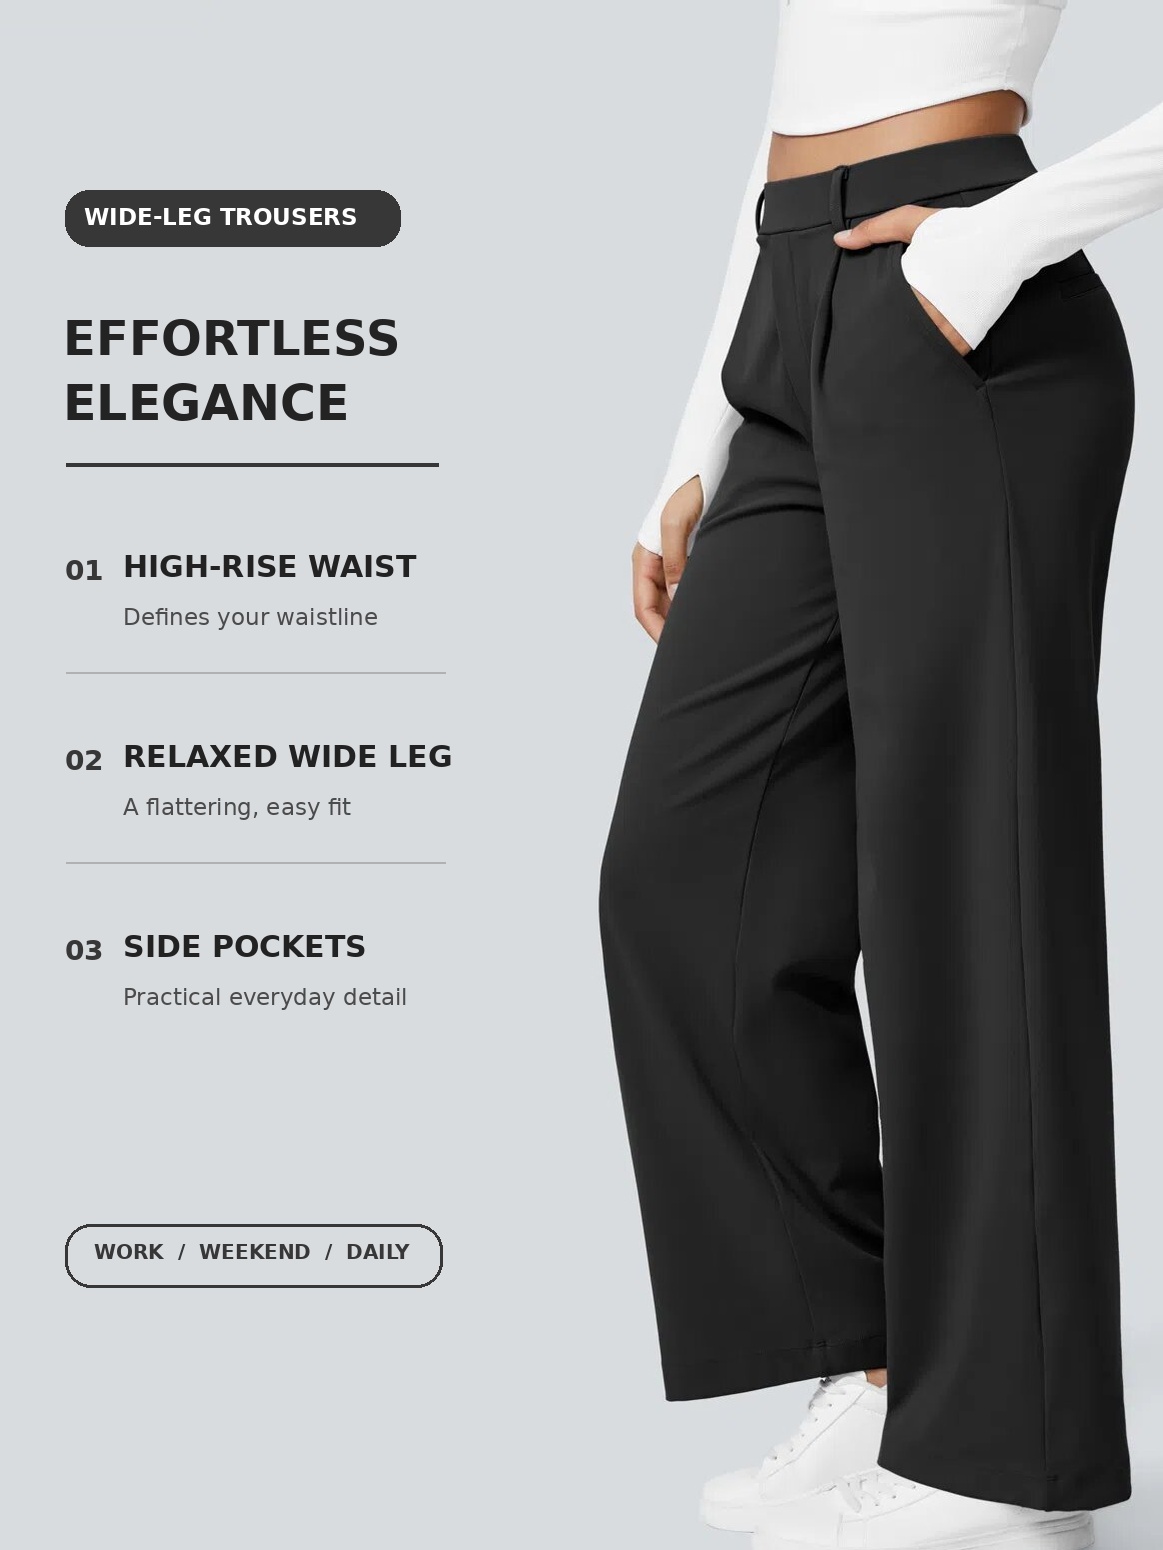 WIDE-LEG TROUSERS
EFFORTLESS
ELEGANCE
01 HIGH-RISE WAIST
Defines your waistline
02 RELAXED WIDE LEG
A flattering, easy fit
03 SIDE POCKETS
Practical everyday detail
WORK / WEEKEND / DAILY